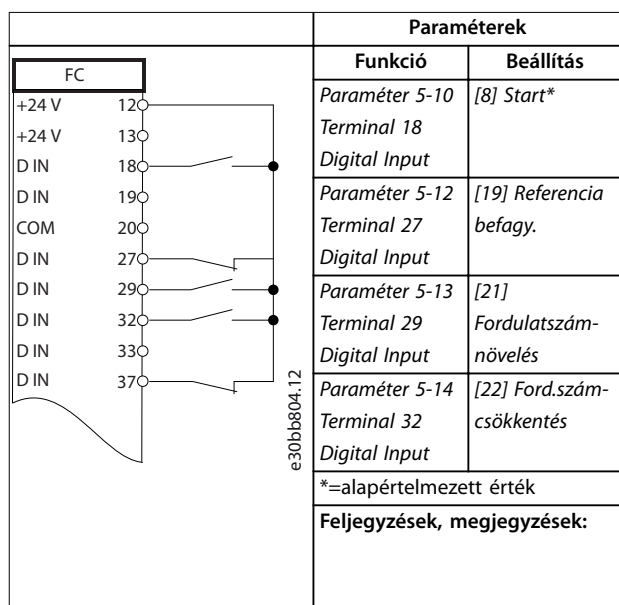 FC
+24 V 12
+24 V 13
D IN 18
D IN 19
COM 20
D IN 27
D IN 29
D IN 32
D IN 33
D IN 37
e30bb804.12
Paraméterek
Funkció Beállítás
Paraméter 5-10 [8] Start*
Terminal 18
Digital Input
Paraméter 5-12 [19] Referencia
Terminal 27 befagy.
Digital Input
Paraméter 5-13 [21]
Terminal 29 Fordulatszám-
Digital Input növelés
Paraméter 5-14 [22] Ford.szám-
Terminal 32 csökkentés
Digital Input
*=alapértelmezett érték
Feljegyzések, megjegyzések: